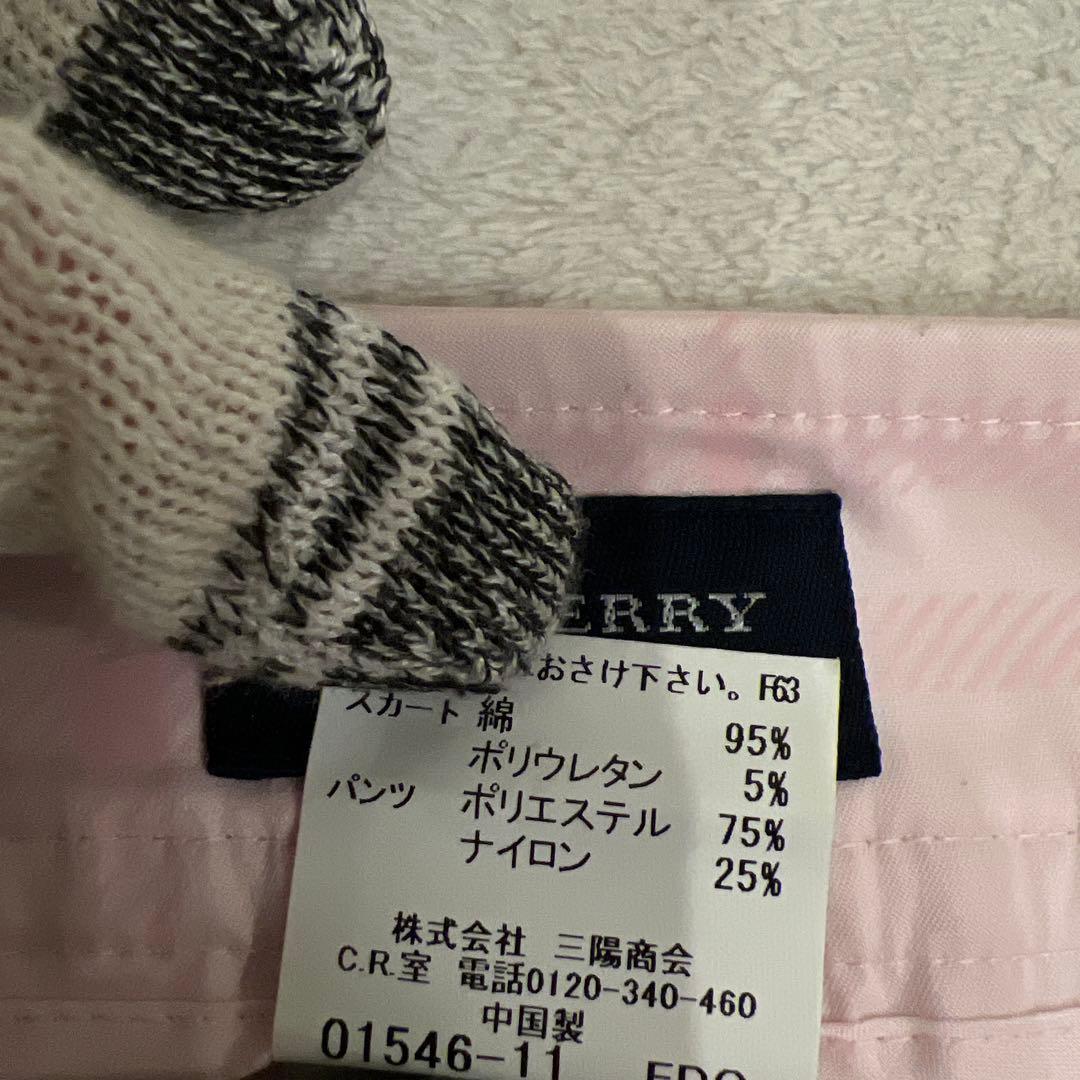 ERRY
おさけ下さい。F63
スカート 綿 95%
ポリウレタン 5%
パンツ ポリエステル 75%
ナイロン 25%
株式会社 三陽商会
C.R.室 電話0120-340-460
中国製
01546-11